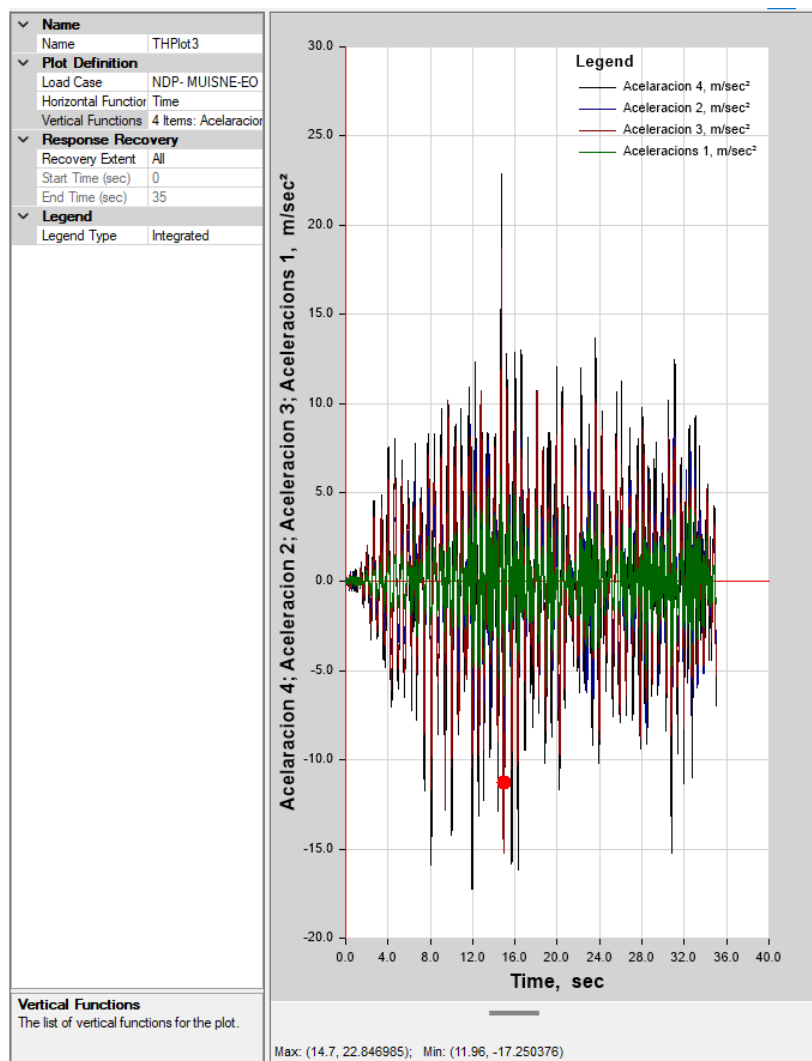 Name
Name THPlot3
Plot Definition
Load Case NDP- MUISNE-EO
Horizontal Function Time
Vertical Functions 4 Items: Acelaracion
Response Recovery
Recovery Extent All
Start Time (sec) 0
End Time (sec) 35
Legend
Legend Type Integrated
Vertical Functions
The list of vertical functions for the plot.
Acelaracion 4; Aceleracion 2; Aceleracion 3; Aceleracions 1, m/sec²
30.0
25.0
20.0
15.0
10.0
5.0
0.0
-5.0
-10.0
-15.0
-20.0
Legend
Acelaracion 4, m/sec²
Aceleracion 2, m/sec²
Aceleracion 3, m/sec²
Aceleracions 1, m/sec²
0.0 4.0 8.0 12.0 16.0 20.0 24.0 28.0 32.0 36.0 40.0
Time, sec
Max: (14.7, 22.846985); Min: (11.96, -17.250376)